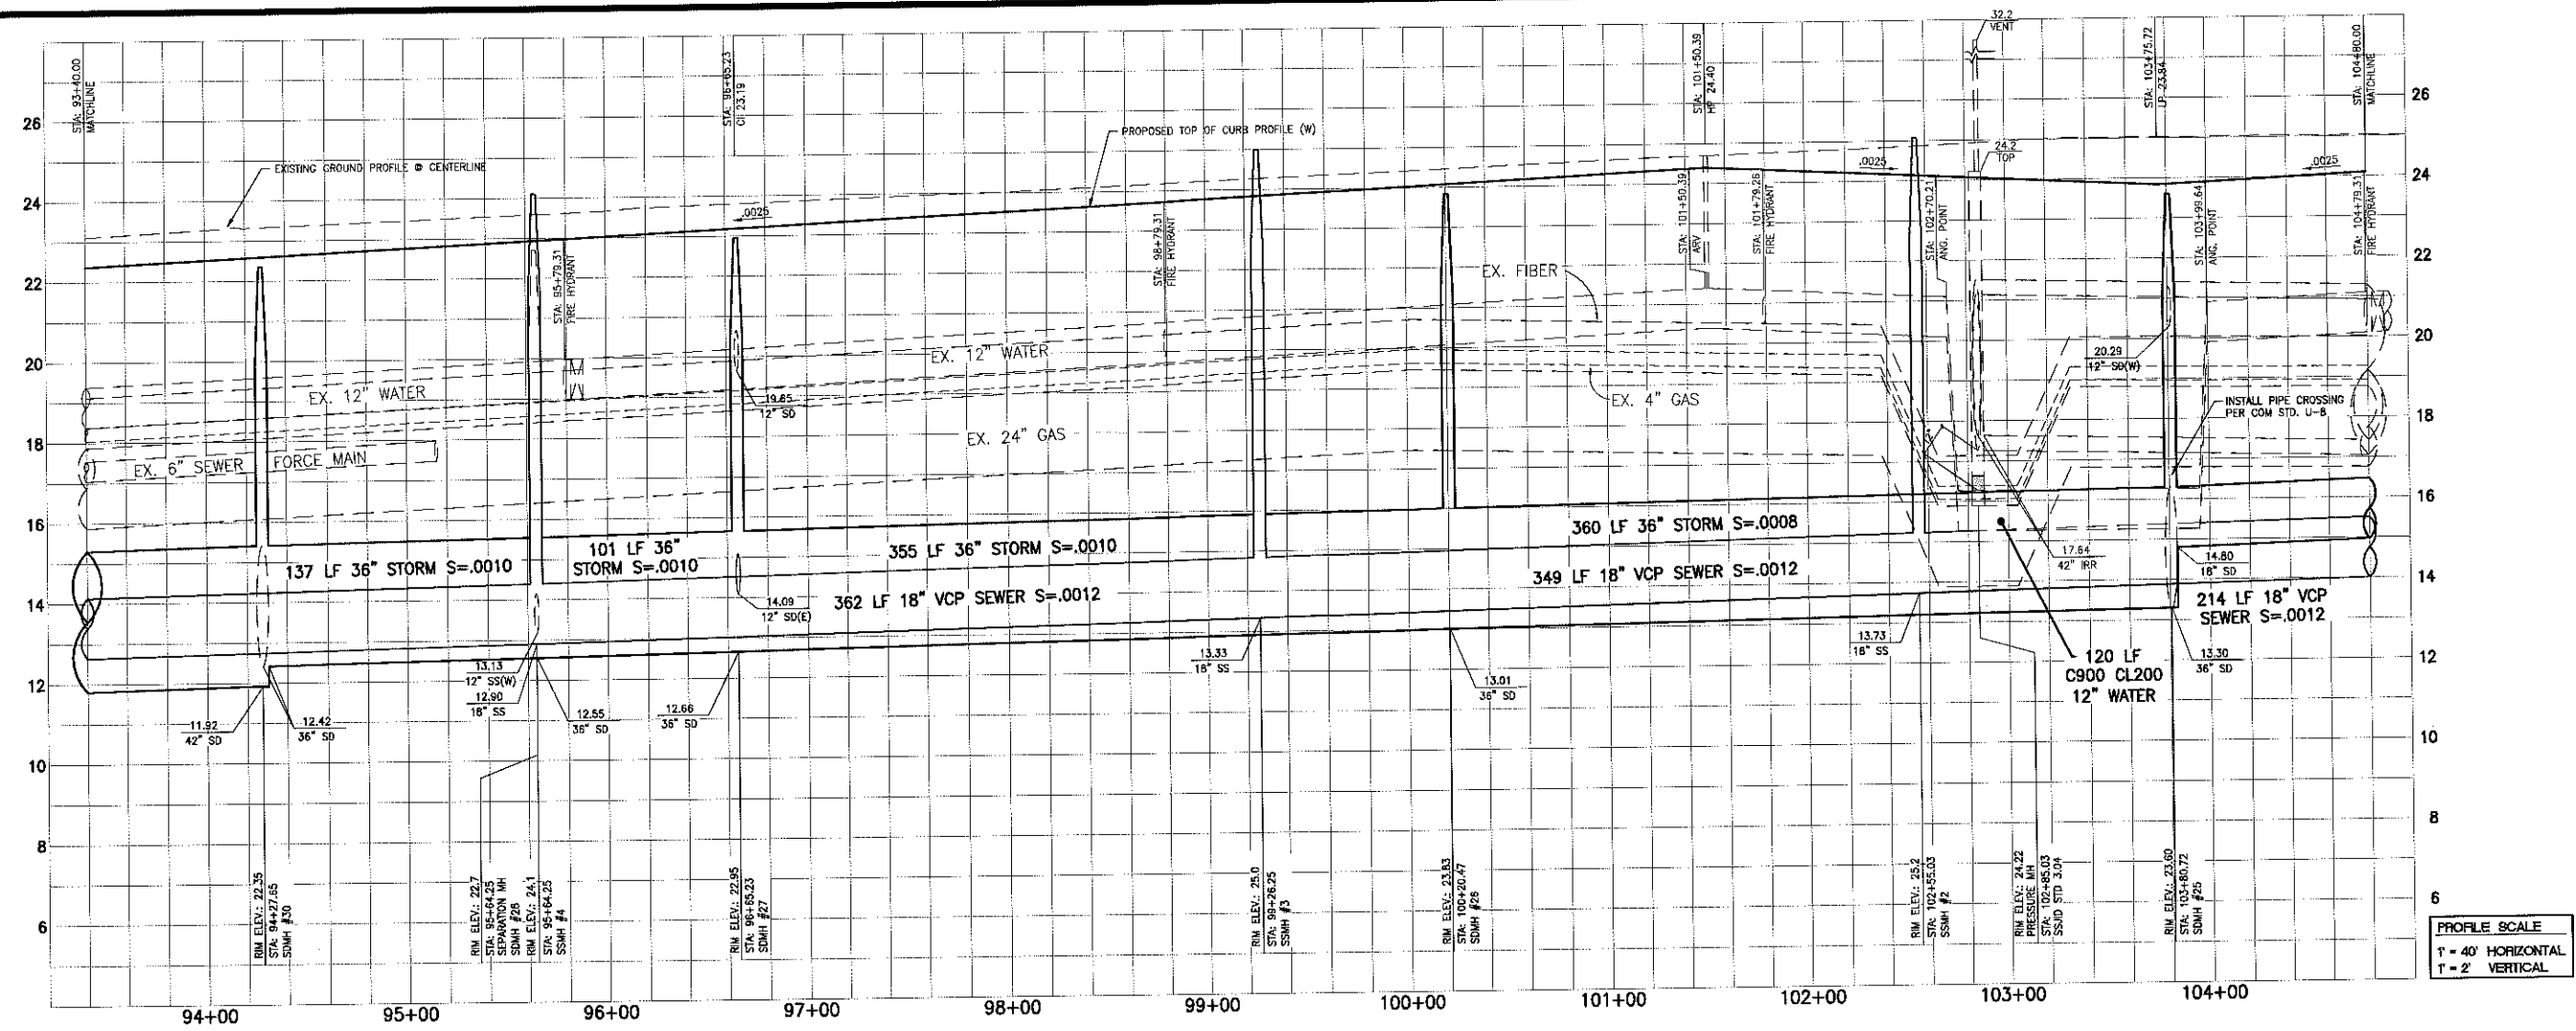 STA: 93+40.00
MATCHLINE
STA: 96+65.23
CI 23.19
STA: 101+50.39
HP 24.40
32.2
VENT
STA: 103+75.72
LP 23.84
STA: 104+80.00
MATCHLINE
26
26
EXISTING GROUND PROFILE @ CENTERLINE
PROPOSED TOP OF CURB PROFILE (W)
24.2
TOP
.0025
.0025
.0025
24
24
STA: 95+79.31
FIRE HYDRANT
STA: 98+79.31
FIRE HYDRANT
STA: 101+50.39
ARV
STA: 101+79.26
FIRE HYDRANT
STA: 102+70.21
ANG. POINT
STA: 103+99.64
ANG. POINT
STA: 104+79.31
FIRE HYDRANT
22
22
EX. FIBER
20
20
EX. 12" WATER
EX. 12" WATER
EX. 4" GAS
EX. 24" GAS
19.65
12" SD
20.29
12" SD(W)
INSTALL PIPE CROSSING
PER COM STD. U-8
18
18
EX. 6" SEWER FORCE MAIN
16
16
137 LF 36" STORM S=.0010
101 LF 36"
STORM S=.0010
355 LF 36" STORM S=.0010
360 LF 36" STORM S=.0008
362 LF 18" VCP SEWER S=.0012
349 LF 18" VCP SEWER S=.0012
214 LF 18" VCP
SEWER S=.0012
14.09
12" SD(E)
17.64
42" IRR
14.80
18" SD
14
14
13.13
12" SS(W)
12.90
18" SS
13.33
18" SS
13.73
18" SS
13.30
36" SD
120 LF
C900 CL200
12" WATER
12
12
11.92
42" SD
12.42
36" SD
12.55
36" SD
12.66
36" SD
13.01
36" SD
10
10
8
8
6
6
RIM ELEV.: 22.35
STA: 94+27.65
SDMH #30
RIM ELEV.: 22.7
STA: 95+64.25
SEPARATION MH
SDMH #28
RIM ELEV.: 24.1
STA: 95+64.25
SSMH #4
RIM ELEV.: 22.95
STA: 96+65.23
SDMH #27
RIM ELEV.: 25.0
STA: 99+26.25
SSMH #3
RIM ELEV.: 23.83
STA: 100+20.47
SDMH #26
RIM ELEV.: 25.2
STA: 102+55.03
SSMH #2
RIM ELEV.: 24.22
PRESSURE MH
STA: 102+85.03
SSJID STD 3.04
RIM ELEV.: 23.60
STA: 103+80.72
SDMH #25
PROFILE SCALE
1" = 40' HORIZONTAL
1" = 2' VERTICAL
94+00
95+00
96+00
97+00
98+00
99+00
100+00
101+00
102+00
103+00
104+00